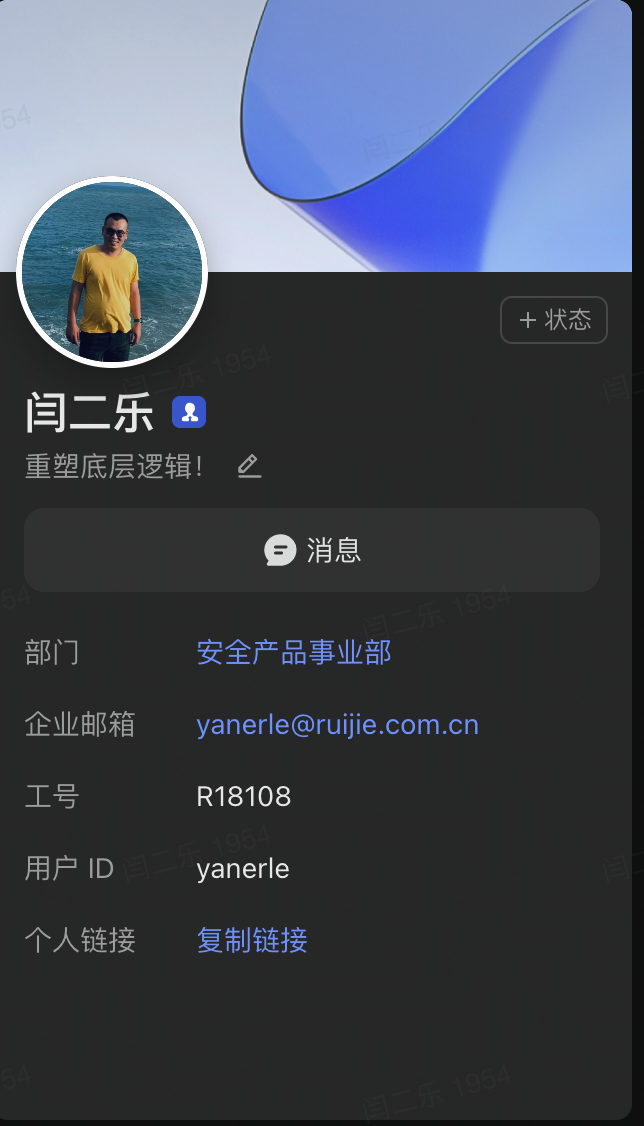 + 状态
闫二乐
重塑底层逻辑！
消息
部门 安全产品事业部
企业邮箱 yanerle@ruijie.com.cn
工号 R18108
用户 ID yanerle
个人链接 复制链接
闫二乐 1954